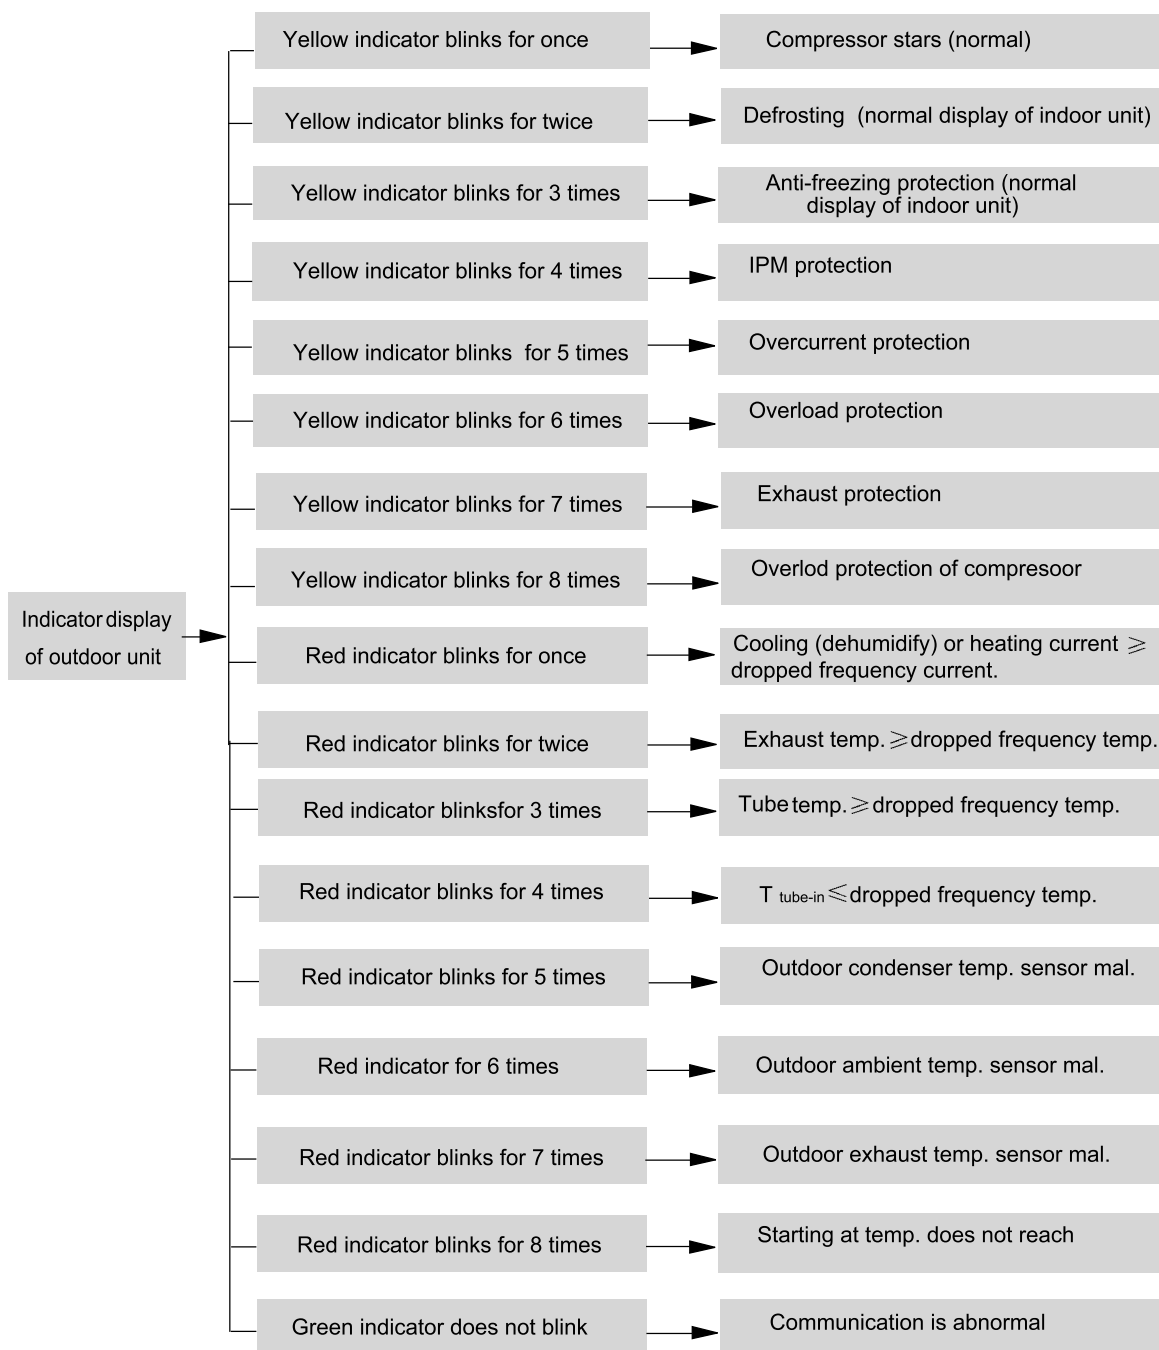 Yellow indicator blinks for once
Compressor stars (normal)
Yellow indicator blinks for twice
Defrosting (normal display of indoor unit)
Yellow indicator blinks for 3 times
Anti-freezing protection (normal
display of indoor unit)
Yellow indicator blinks for 4 times
IPM protection
Yellow indicator blinks for 5 times
Overcurrent protection
Yellow indicator blinks for 6 times
Overload protection
Yellow indicator blinks for 7 times
Exhaust protection
Yellow indicator blinks for 8 times
Overlod protection of compresoor
Indicator display
of outdoor unit
Red indicator blinks for once
Cooling (dehumidify) or heating current ⩾
dropped frequency current.
Red indicator blinks for twice
Exhaust temp. ⩾dropped frequency temp.
Red indicator blinksfor 3 times
Tube temp. ⩾dropped frequency temp.
Red indicator blinks for 4 times
T tube-in ⩽dropped frequency temp.
Red indicator blinks for 5 times
Outdoor condenser temp. sensor mal.
Red indicator for 6 times
Outdoor ambient temp. sensor mal.
Red indicator blinks for 7 times
Outdoor exhaust temp. sensor mal.
Red indicator blinks for 8 times
Starting at temp. does not reach
Green indicator does not blink
Communication is abnormal